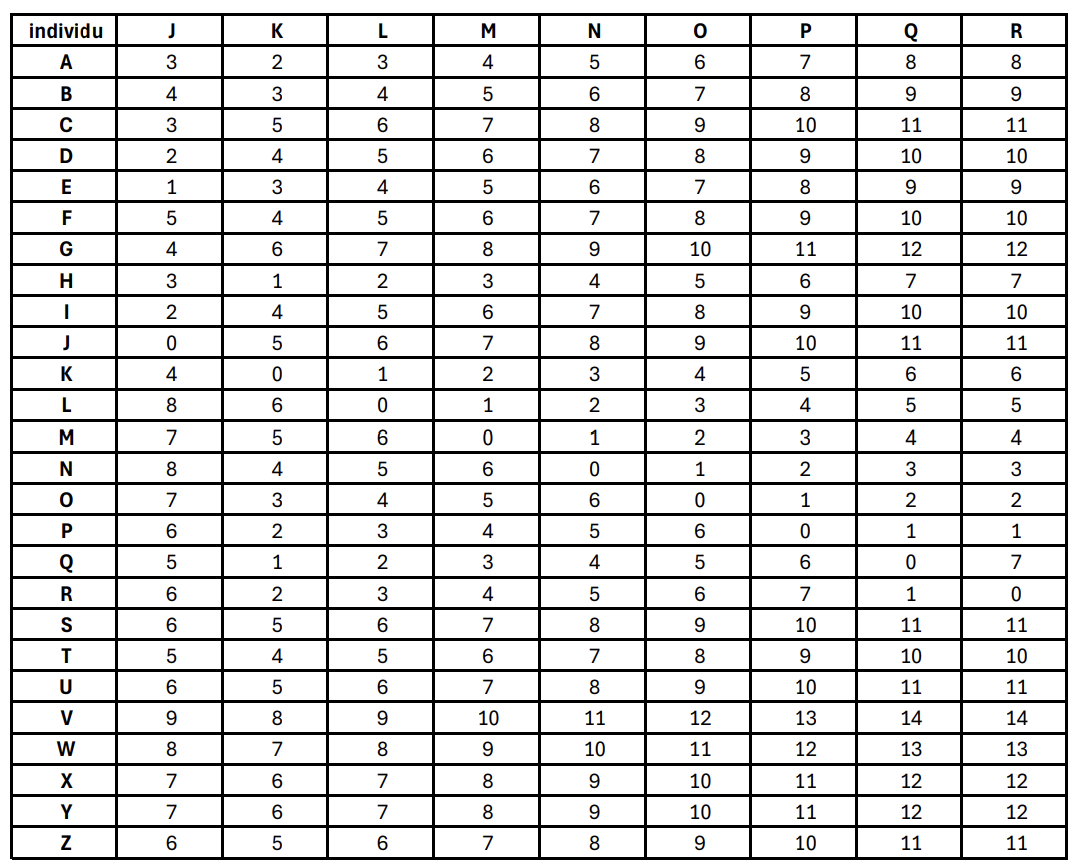 individu J K L M N O P Q R
A 3 2 3 4 5 6 7 8 8
B 4 3 4 5 6 7 8 9 9
C 3 5 6 7 8 9 10 11 11
D 2 4 5 6 7 8 9 10 10
E 1 3 4 5 6 7 8 9 9
F 5 4 5 6 7 8 9 10 10
G 4 6 7 8 9 10 11 12 12
H 3 1 2 3 4 5 6 7 7
I 2 4 5 6 7 8 9 10 10
J 0 5 6 7 8 9 10 11 11
K 4 0 1 2 3 4 5 6 6
L 8 6 0 1 2 3 4 5 5
M 7 5 6 0 1 2 3 4 4
N 8 4 5 6 0 1 2 3 3
O 7 3 4 5 6 0 1 2 2
P 6 2 3 4 5 6 0 1 1
Q 5 1 2 3 4 5 6 0 7
R 6 2 3 4 5 6 7 1 0
S 6 5 6 7 8 9 10 11 11
T 5 4 5 6 7 8 9 10 10
U 6 5 6 7 8 9 10 11 11
V 9 8 9 10 11 12 13 14 14
W 8 7 8 9 10 11 12 13 13
X 7 6 7 8 9 10 11 12 12
Y 7 6 7 8 9 10 11 12 12
Z 6 5 6 7 8 9 10 11 11